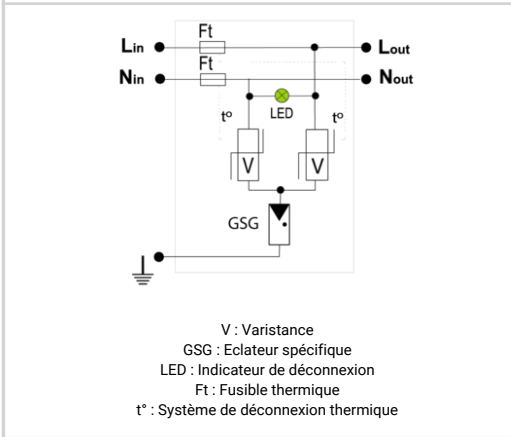 Ft
Lin Lout
Ft
Nin Nout
t° LED t°
V V
GSG
V : Varistance
GSG : Eclateur spécifique
LED : Indicateur de déconnexion
Ft : Fusible thermique
t° : Système de déconnexion thermique